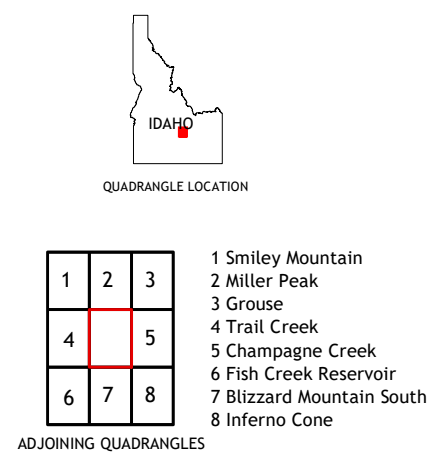 IDAHO
QUADRANGLE LOCATION
1 2 3
4 5
6 7 8
1 Smiley Mountain
2 Miller Peak
3 Grouse
4 Trail Creek
5 Champagne Creek
6 Fish Creek Reservoir
7 Blizzard Mountain South
8 Inferno Cone
ADJOINING QUADRANGLES